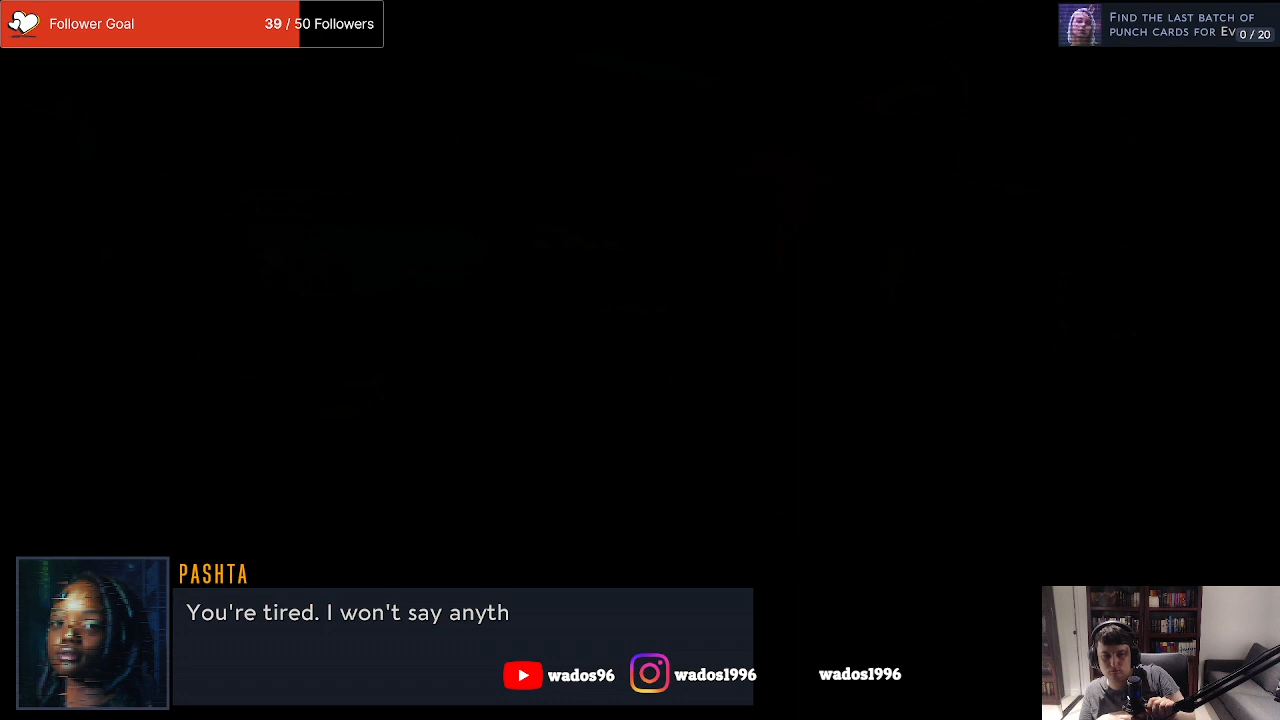 Follower Goal
39 / 50 Followers
FIND THE LAST BATCH OF
PUNCH CARDS FOR EV
0 / 20
PASHTA
You're tired. I won't say anyth
wados96
wados1996
wados1996